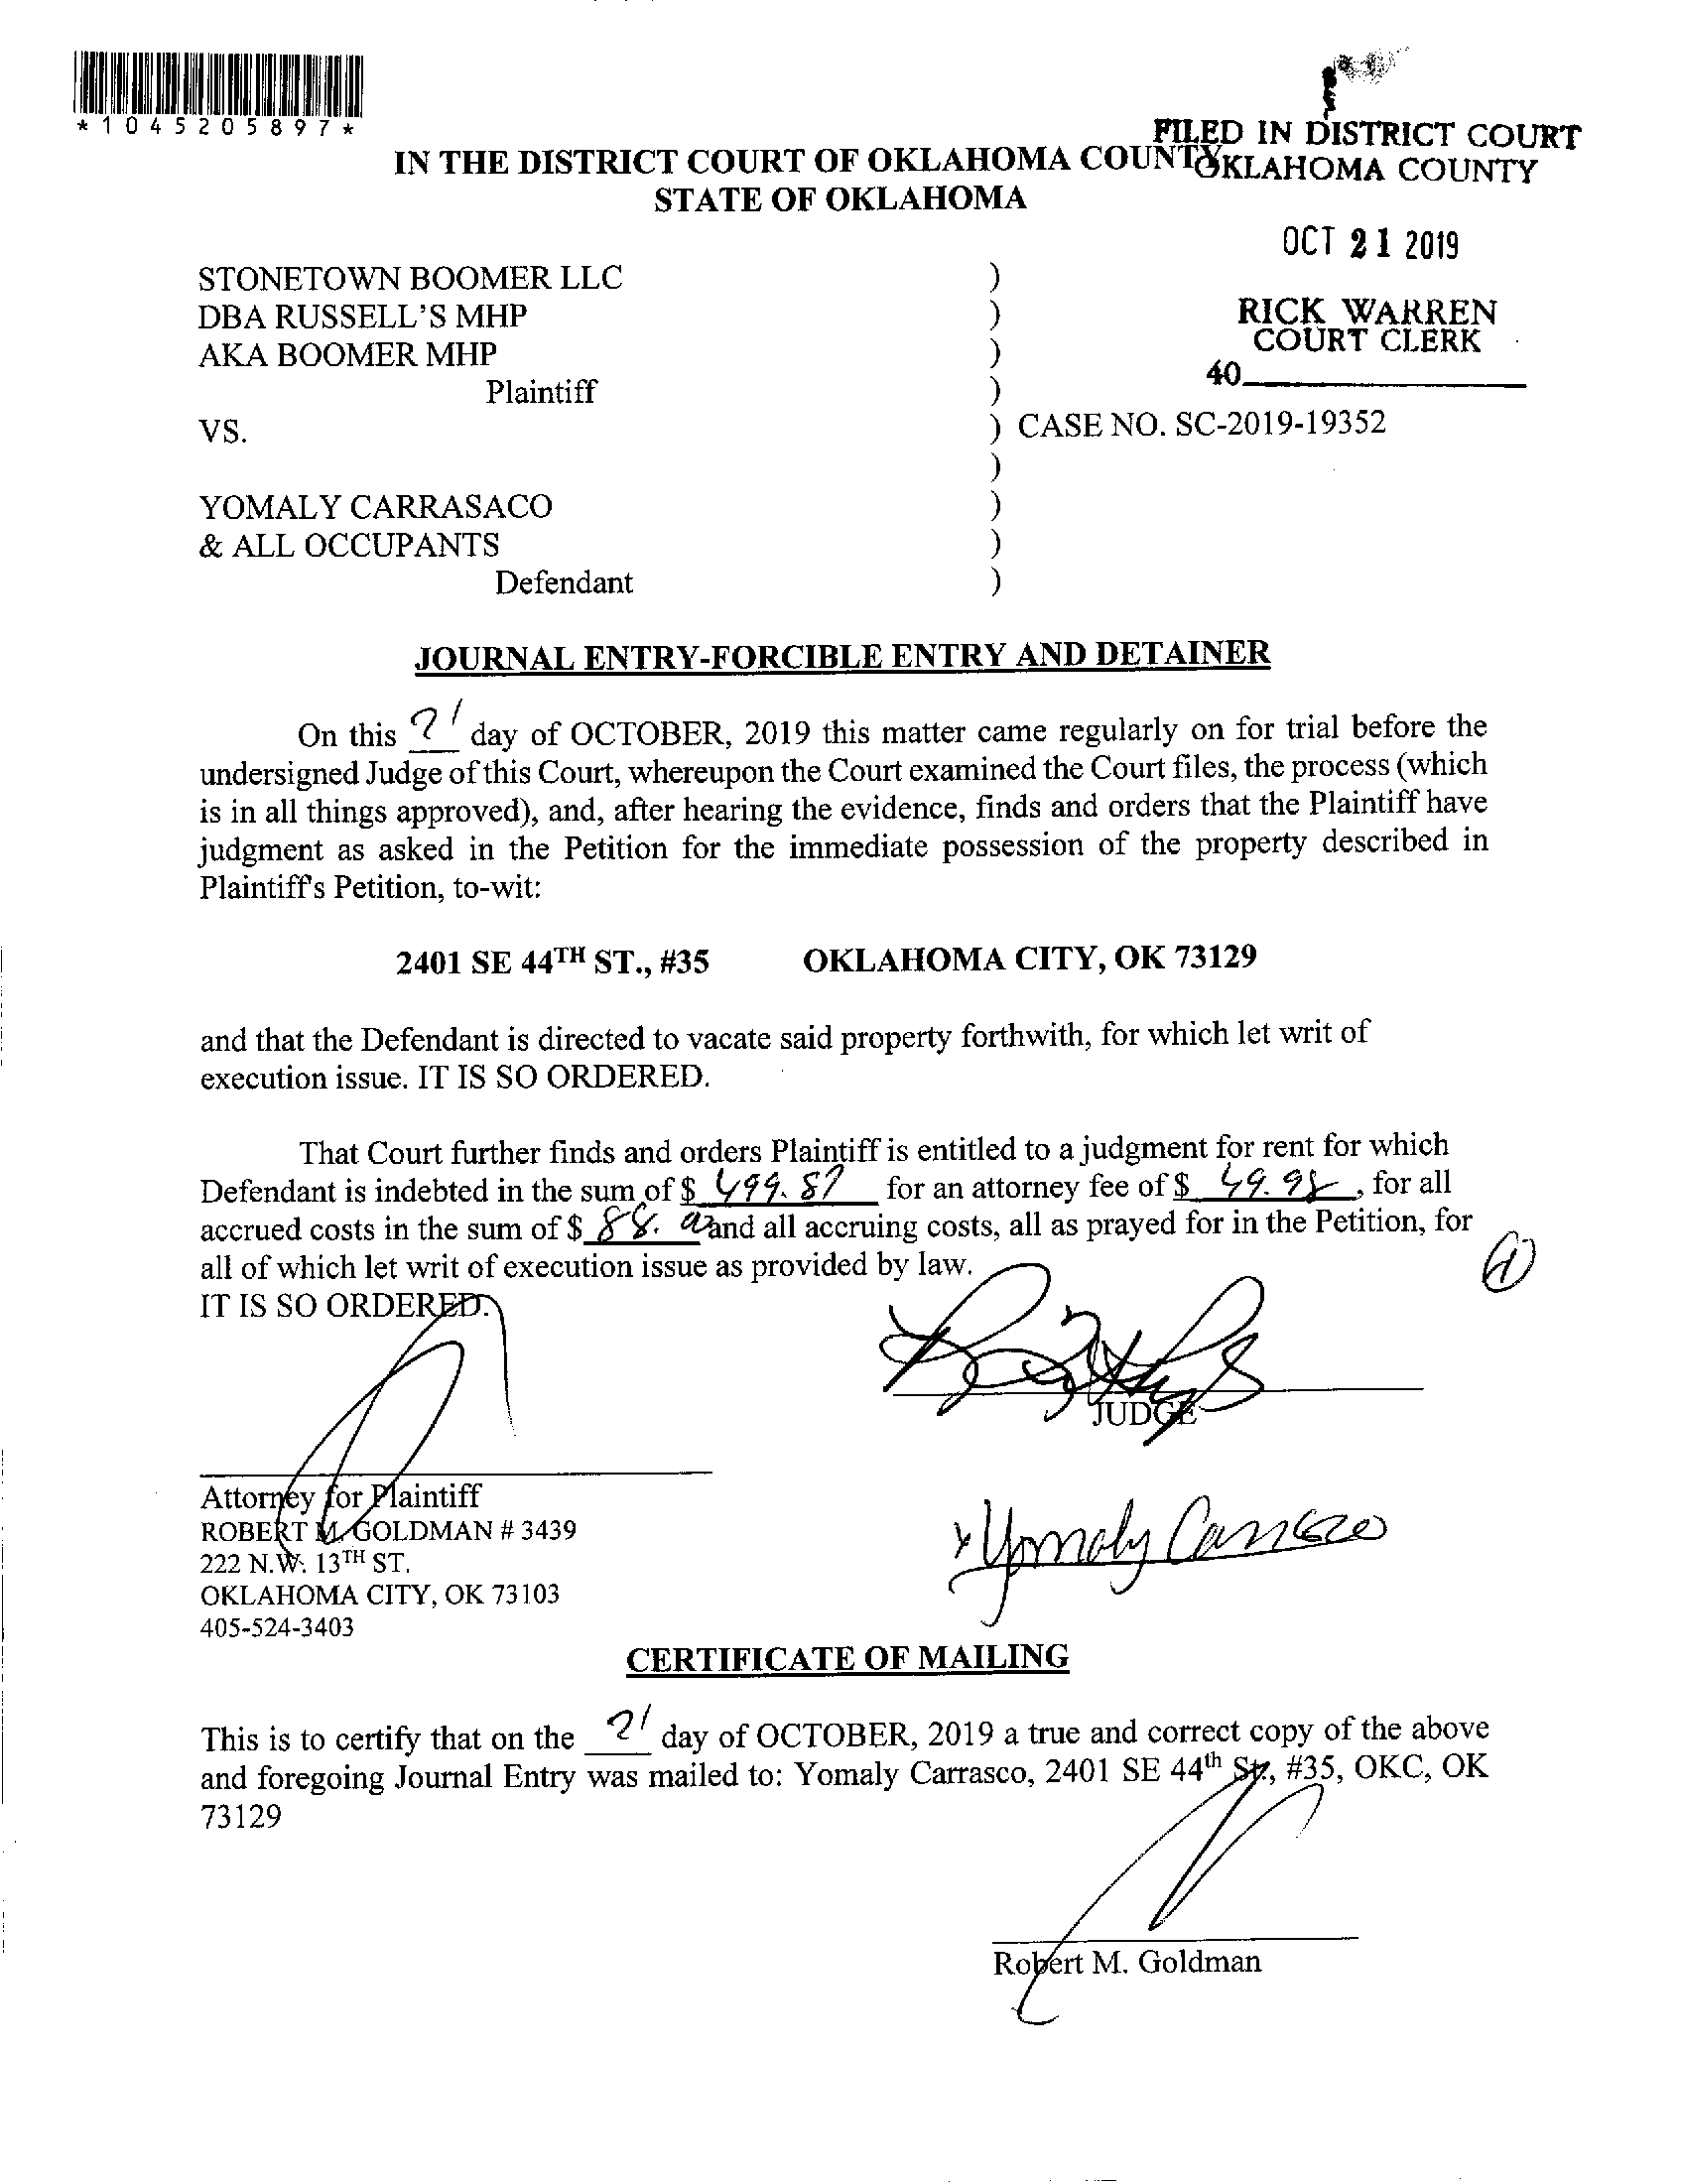 *1045205897*
FILED IN DISTRICT COURT
OKLAHOMA COUNTY
IN THE DISTRICT COURT OF OKLAHOMA COUNTY
STATE OF OKLAHOMA
OCT 21 2019
RICK WARREN
COURT CLERK
40
STONETOWN BOOMER LLC )
DBA RUSSELL'S MHP )
AKA BOOMER MHP )
Plaintiff )
VS. ) CASE NO. SC-2019-19352
)
YOMALY CARRASACO )
& ALL OCCUPANTS )
Defendant )
JOURNAL ENTRY-FORCIBLE ENTRY AND DETAINER
On this 21 day of OCTOBER, 2019 this matter came regularly on for trial before the
undersigned Judge of this Court, whereupon the Court examined the Court files, the process (which
is in all things approved), and, after hearing the evidence, finds and orders that the Plaintiff have
judgment as asked in the Petition for the immediate possession of the property described in
Plaintiff's Petition, to-wit:
2401 SE 44TH ST., #35 OKLAHOMA CITY, OK 73129
and that the Defendant is directed to vacate said property forthwith, for which let writ of
execution issue. IT IS SO ORDERED.
That Court further finds and orders Plaintiff is entitled to a judgment for rent for which
Defendant is indebted in the sum of $ 499.87 for an attorney fee of $ 49.98, for all
accrued costs in the sum of $ 88. and all accruing costs, all as prayed for in the Petition, for
all of which let writ of execution issue as provided by law.
IT IS SO ORDERED.
JUDGE
Attorney for Plaintiff
ROBERT M. GOLDMAN # 3439
222 N.W. 13TH ST.
OKLAHOMA CITY, OK 73103
405-524-3403
x Yomaly Carrasco
CERTIFICATE OF MAILING
This is to certify that on the 21 day of OCTOBER, 2019 a true and correct copy of the above
and foregoing Journal Entry was mailed to: Yomaly Carrasco, 2401 SE 44th St., #35, OKC, OK
73129
Robert M. Goldman